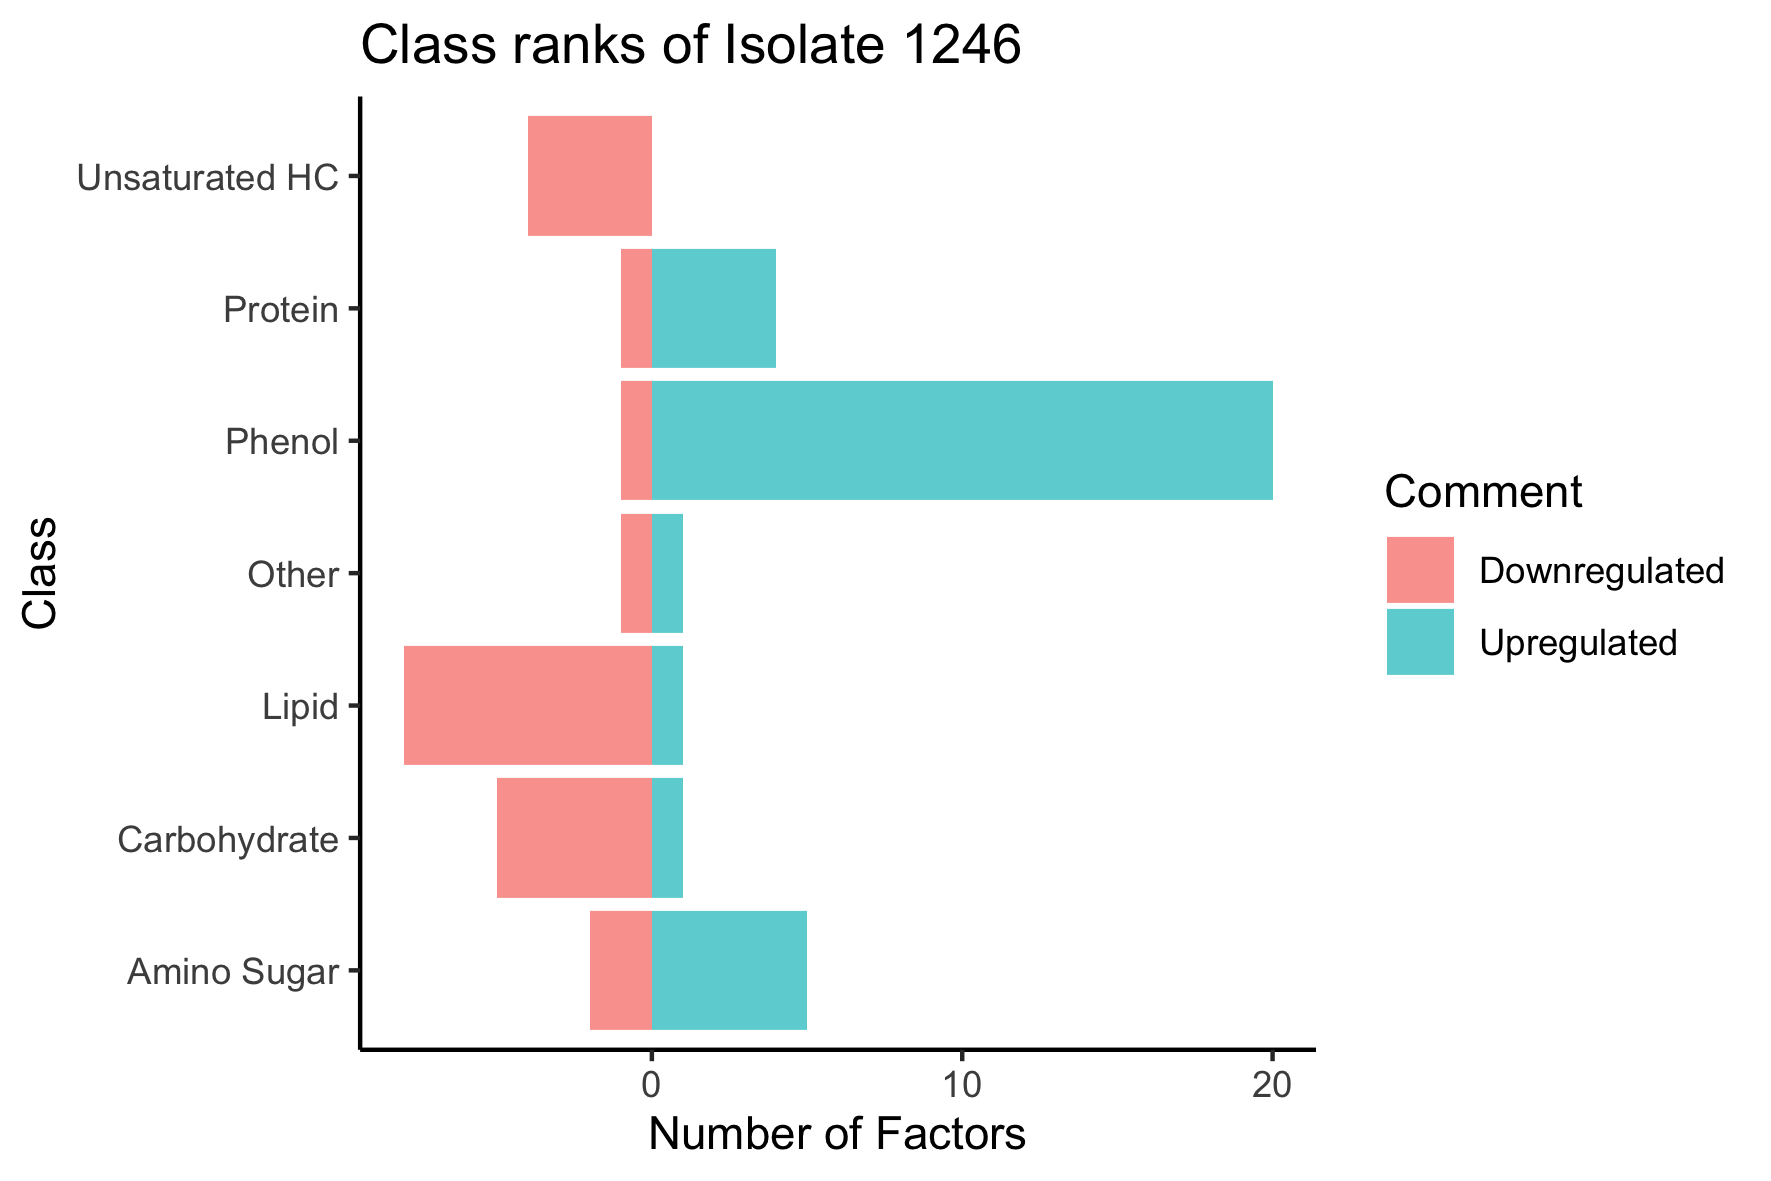 Class ranks of Isolate 1246
Unsaturated HC
Protein
Phenol
Other
Lipid
Carbohydrate
Amino Sugar
Class
0 10 20
Number of Factors
Comment
Downregulated
Upregulated